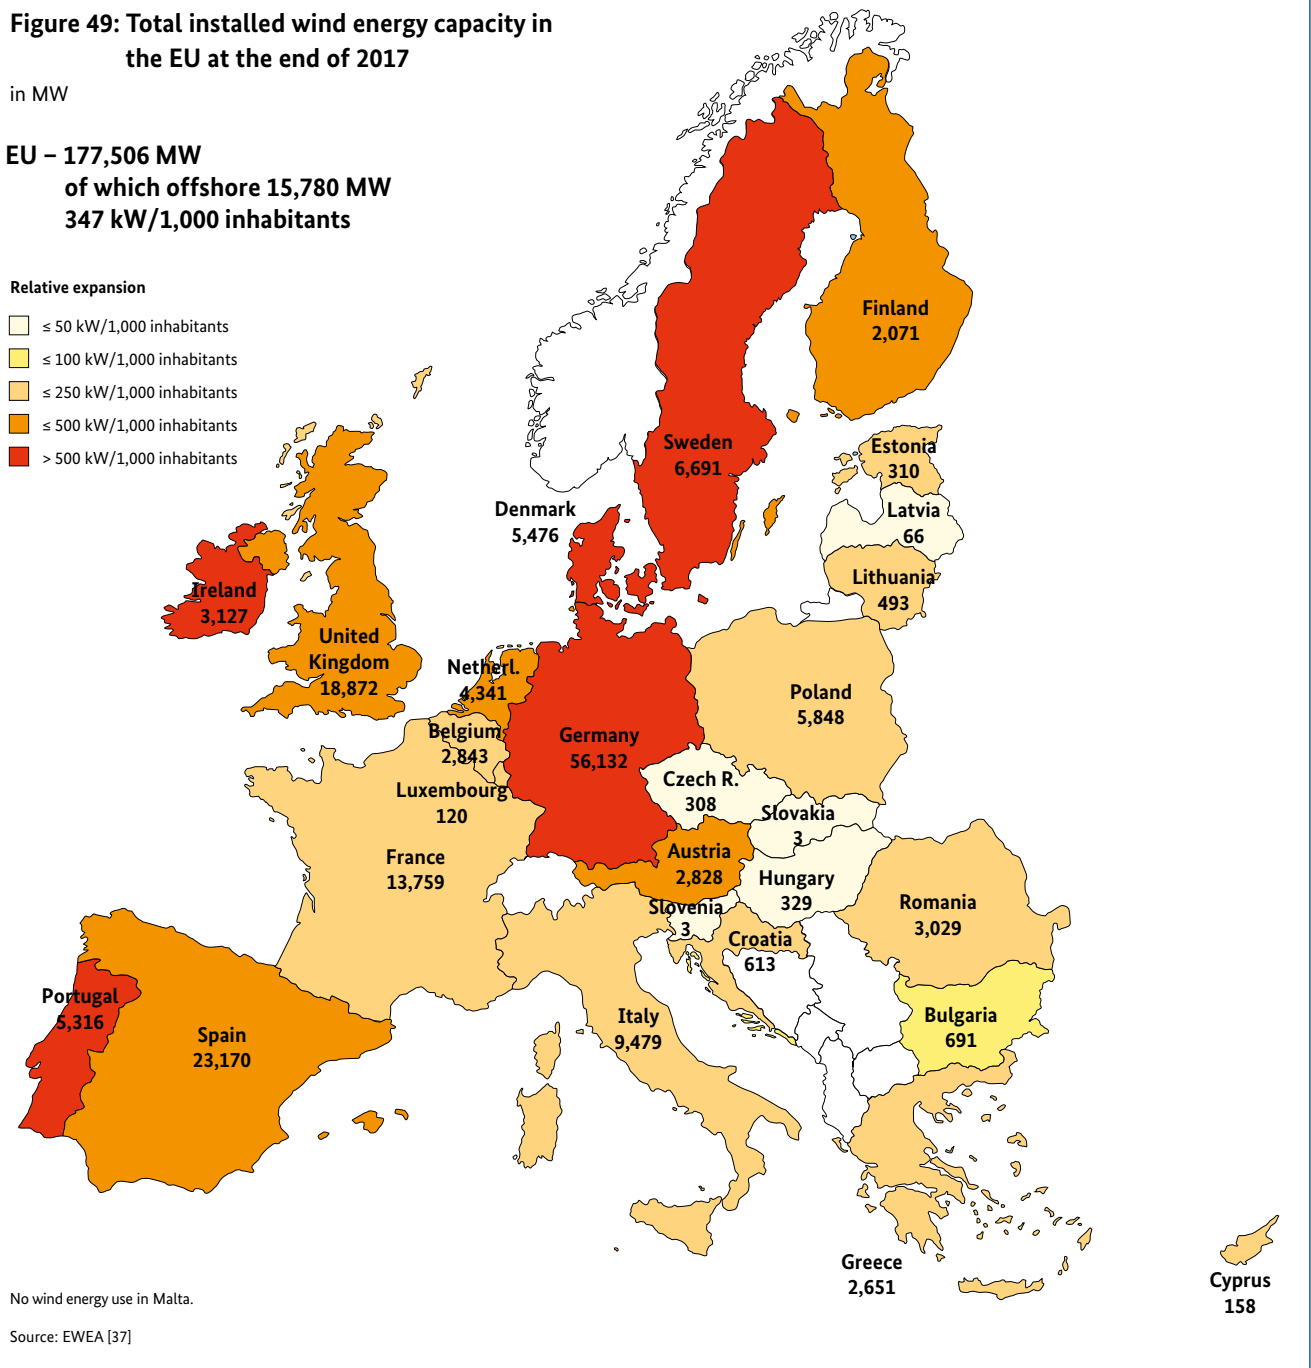 Figure 49: Total installed wind energy capacity in
the EU at the end of 2017
in MW
EU – 177,506 MW
of which offshore 15,780 MW
347 kW/1,000 inhabitants
Relative expansion
≤ 50 kW/1,000 inhabitants
≤ 100 kW/1,000 inhabitants
≤ 250 kW/1,000 inhabitants
≤ 500 kW/1,000 inhabitants
> 500 kW/1,000 inhabitants
Finland
2,071
Sweden
6,691
Estonia
310
Denmark
5,476
Latvia
66
Lithuania
493
Ireland
3,127
United
Kingdom
18,872
Netherl.
4,341
Poland
5,848
Belgium
2,843
Germany
56,132
Luxembourg
120
Czech R.
308
Slovakia
3
France
13,759
Austria
2,828
Hungary
329
Slovenia
3
Romania
3,029
Croatia
613
Portugal
5,316
Spain
23,170
Italy
9,479
Bulgaria
691
Greece
2,651
Cyprus
158
No wind energy use in Malta.
Source: EWEA [37]